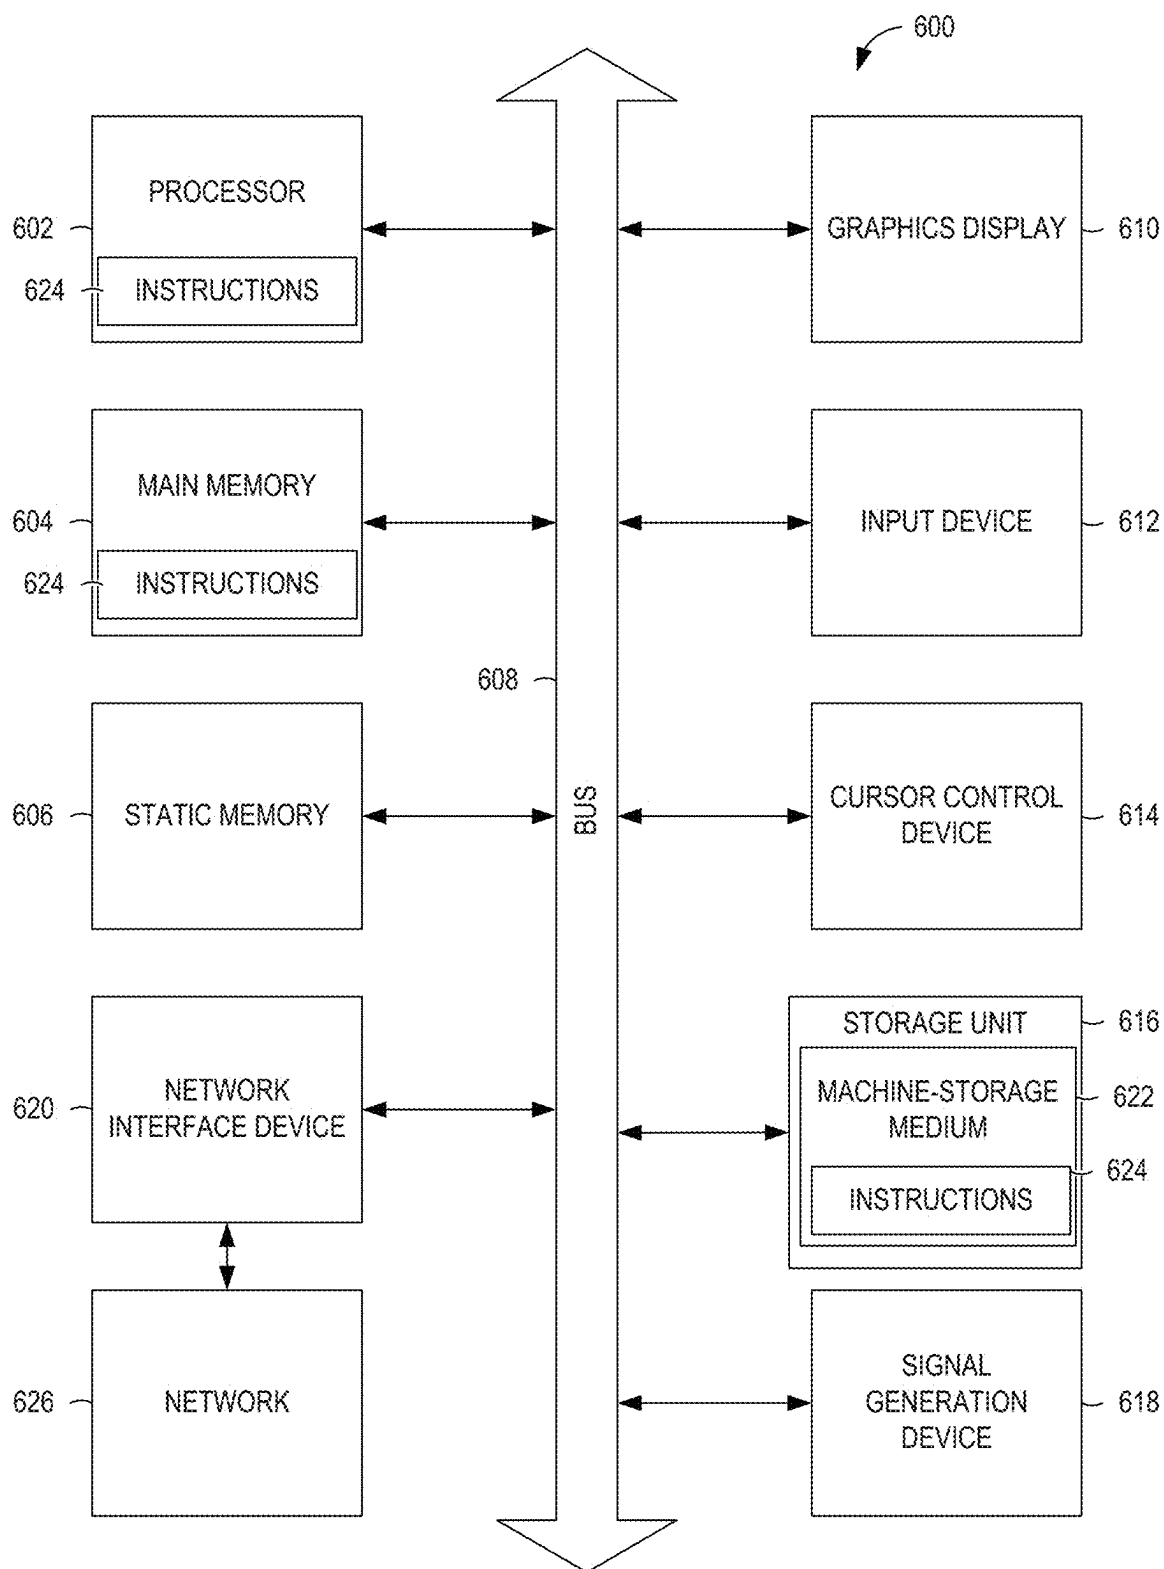 600
PROCESSOR
602
624
INSTRUCTIONS
GRAPHICS DISPLAY
610
MAIN MEMORY
604
624
INSTRUCTIONS
INPUT DEVICE
612
608
BUS
606
STATIC MEMORY
CURSOR CONTROL
DEVICE
614
620
NETWORK
INTERFACE DEVICE
STORAGE UNIT
616
MACHINE-STORAGE
MEDIUM
622
624
INSTRUCTIONS
626
NETWORK
SIGNAL
GENERATION
DEVICE
618